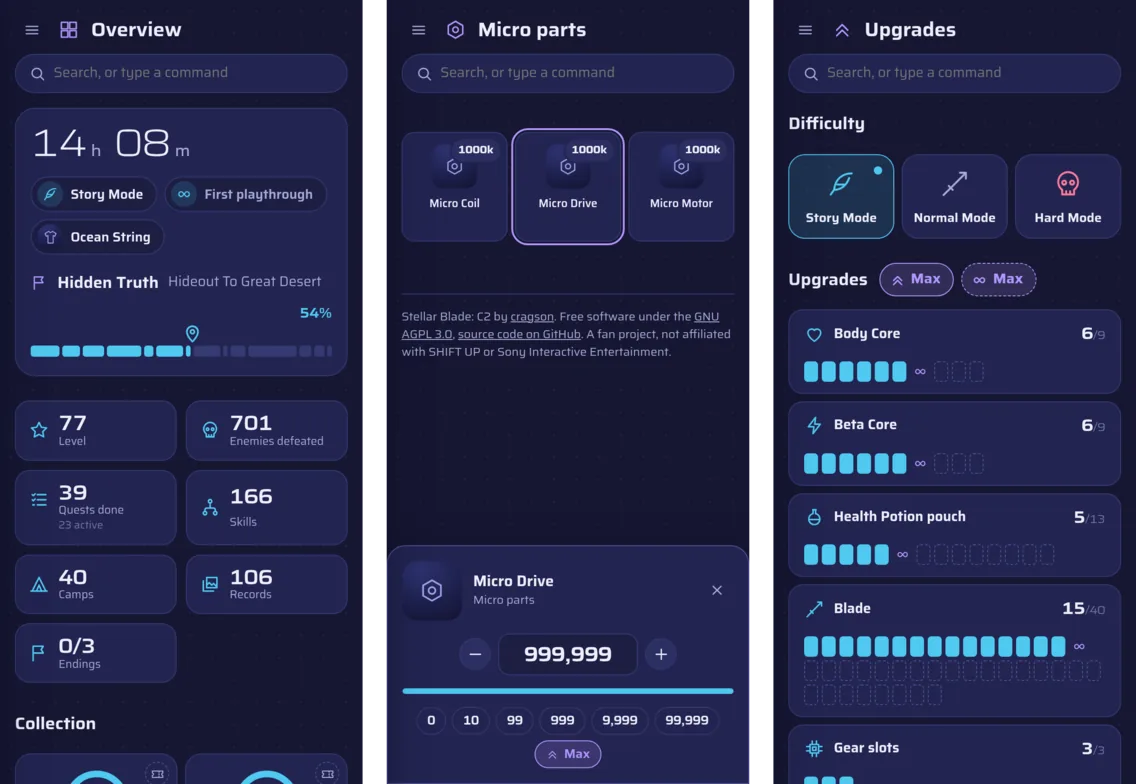 Overview
Search, or type a command
14 h 08 m
Story Mode
First playthrough
Ocean String
Hidden Truth Hideout To Great Desert
54%
77
Level
701
Enemies defeated
39
Quests done
23 active
166
Skills
40
Camps
106
Records
0/3
Endings
Collection
Micro parts
Search, or type a command
1000k
Micro Coil
1000k
Micro Drive
1000k
Micro Motor
Stellar Blade: C2 by cragson. Free software under the GNU
AGPL 3.0, source code on GitHub. A fan project, not affiliated
with SHIFT UP or Sony Interactive Entertainment.
Micro Drive
Micro parts
− 999,999 +
0 10 99 999 9,999 99,999
Max
Upgrades
Search, or type a command
Difficulty
Story Mode
Normal Mode
Hard Mode
Upgrades Max ∞ Max
Body Core 6/9
∞
Beta Core 6/9
∞
Health Potion pouch 5/13
∞
Blade 15/40
∞
Gear slots 3/3